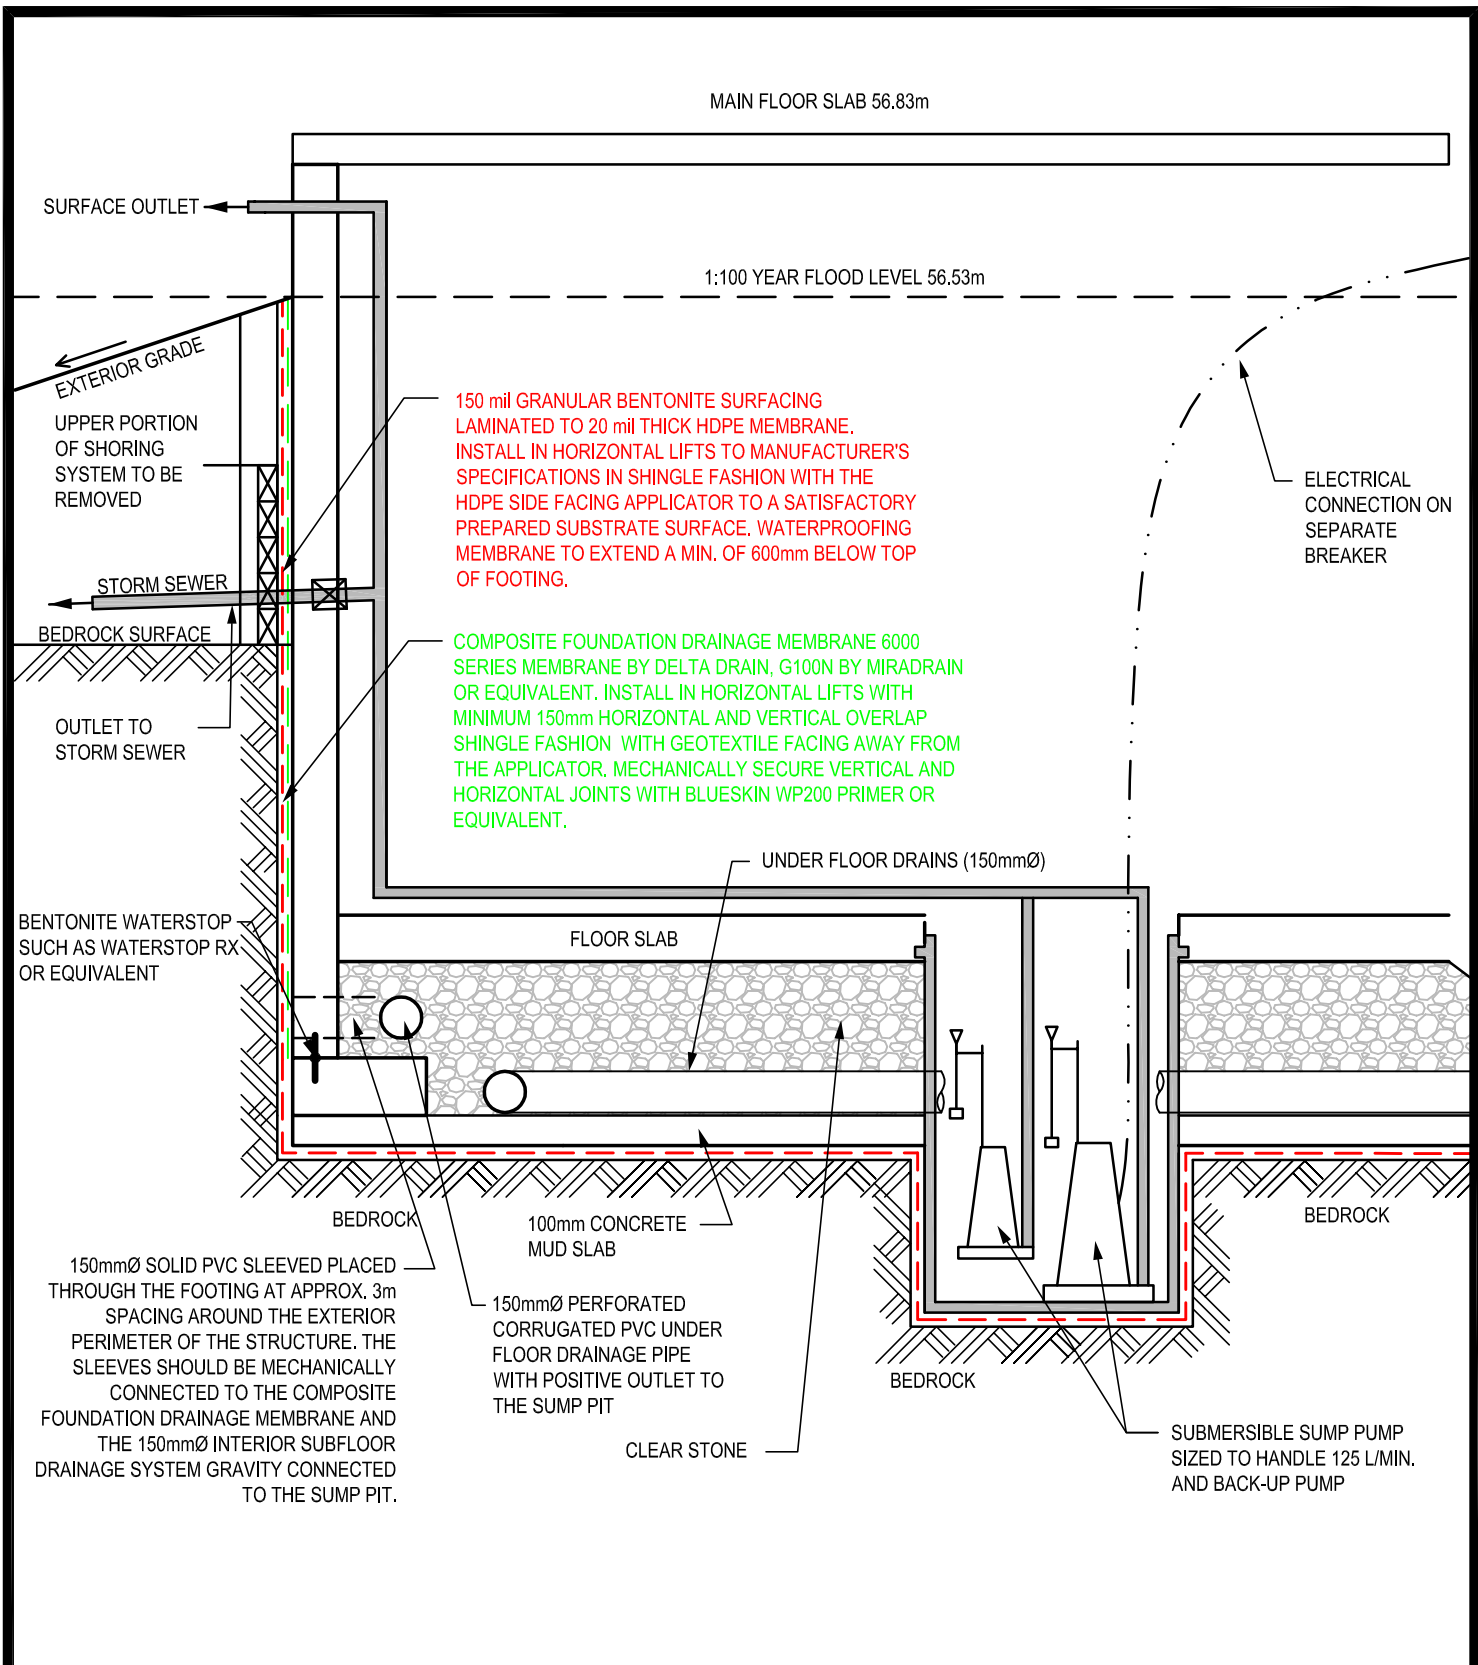 MAIN FLOOR SLAB 56.83m
SURFACE OUTLET
1:100 YEAR FLOOD LEVEL 56.53m
EXTERIOR GRADE
UPPER PORTION
OF SHORING
SYSTEM TO BE
REMOVED
150 mil GRANULAR BENTONITE SURFACING
LAMINATED TO 20 mil THICK HDPE MEMBRANE.
INSTALL IN HORIZONTAL LIFTS TO MANUFACTURER'S
SPECIFICATIONS IN SHINGLE FASHION WITH THE
HDPE SIDE FACING APPLICATOR TO A SATISFACTORY
PREPARED SUBSTRATE SURFACE. WATERPROOFING
MEMBRANE TO EXTEND A MIN. OF 600mm BELOW TOP
OF FOOTING.
ELECTRICAL
CONNECTION ON
SEPARATE
BREAKER
STORM SEWER
BEDROCK SURFACE
OUTLET TO
STORM SEWER
COMPOSITE FOUNDATION DRAINAGE MEMBRANE 6000
SERIES MEMBRANE BY DELTA DRAIN, G100N BY MIRADRAIN
OR EQUIVALENT. INSTALL IN HORIZONTAL LIFTS WITH
MINIMUM 150mm HORIZONTAL AND VERTICAL OVERLAP
SHINGLE FASHION WITH GEOTEXTILE FACING AWAY FROM
THE APPLICATOR, MECHANICALLY SECURE VERTICAL AND
HORIZONTAL JOINTS WITH BLUESKIN WP200 PRIMER OR
EQUIVALENT.
UNDER FLOOR DRAINS (150mmØ)
BENTONITE WATERSTOP
SUCH AS WATERSTOP RX
OR EQUIVALENT
FLOOR SLAB
BEDROCK
100mm CONCRETE
MUD SLAB
BEDROCK
150mmØ SOLID PVC SLEEVED PLACED
THROUGH THE FOOTING AT APPROX. 3m
SPACING AROUND THE EXTERIOR
PERIMETER OF THE STRUCTURE. THE
SLEEVES SHOULD BE MECHANICALLY
CONNECTED TO THE COMPOSITE
FOUNDATION DRAINAGE MEMBRANE AND
THE 150mmØ INTERIOR SUBFLOOR
DRAINAGE SYSTEM GRAVITY CONNECTED
TO THE SUMP PIT.
150mmØ PERFORATED
CORRUGATED PVC UNDER
FLOOR DRAINAGE PIPE
WITH POSITIVE OUTLET TO
THE SUMP PIT
BEDROCK
CLEAR STONE
SUBMERSIBLE SUMP PUMP
SIZED TO HANDLE 125 L/MIN.
AND BACK-UP PUMP